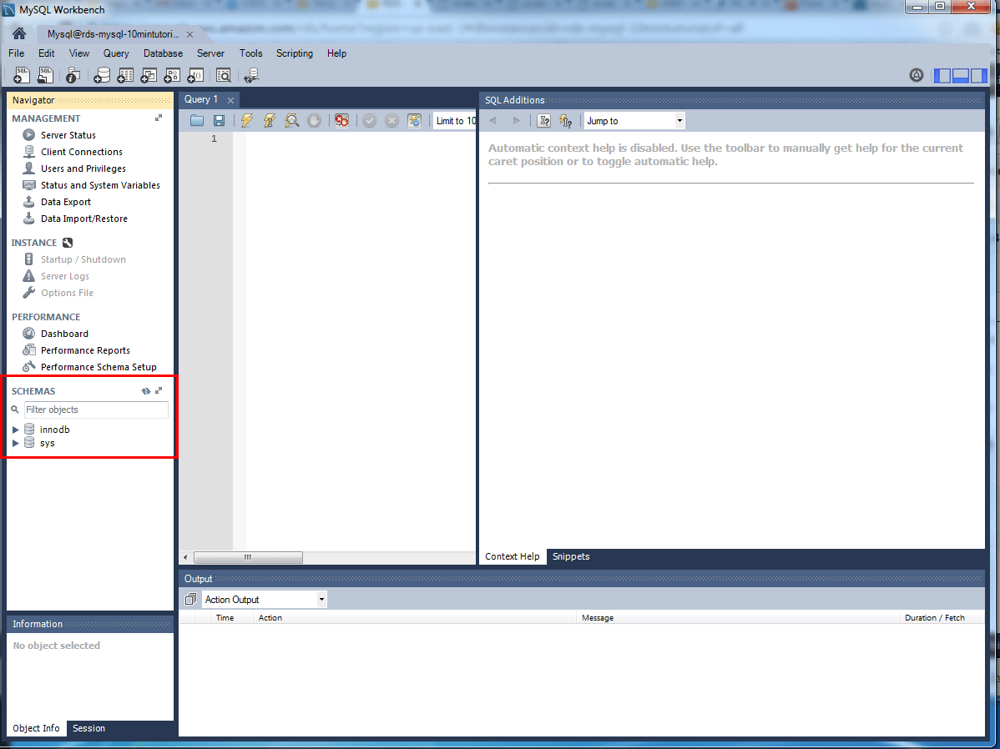 MySQL Workbench
Mysql@rds-mysql-10mintutori...
File Edit View Query Database Server Tools Scripting Help
Navigator
MANAGEMENT
Server Status
Client Connections
Users and Privileges
Status and System Variables
Data Export
Data Import/Restore
INSTANCE
Startup / Shutdown
Server Logs
Options File
PERFORMANCE
Dashboard
Performance Reports
Performance Schema Setup
SCHEMAS
Filter objects
innodb
sys
Information
No object selected
Object Info Session
Query 1
Limit to 10
1
SQL Additions
Jump to
Automatic context help is disabled. Use the toolbar to manually get help for the current
caret position or to toggle automatic help.
Context Help Snippets
Output
Action Output
Time Action Message Duration / Fetch